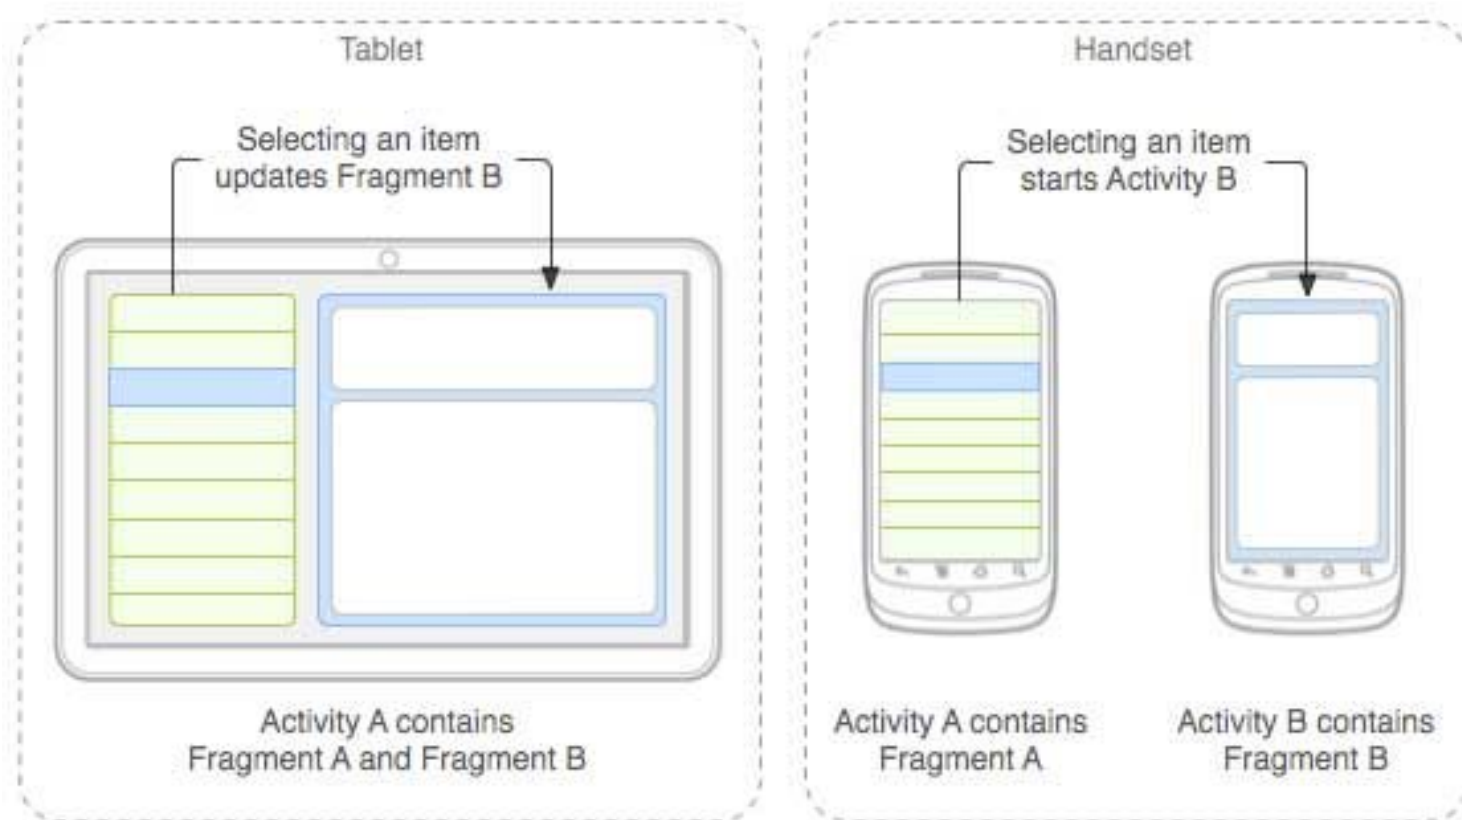 Tablet
Selecting an item
updates Fragment B
Activity A contains
Fragment A and Fragment B
Handset
Selecting an item
starts Activity B
Activity A contains
Fragment A
Activity B contains
Fragment B